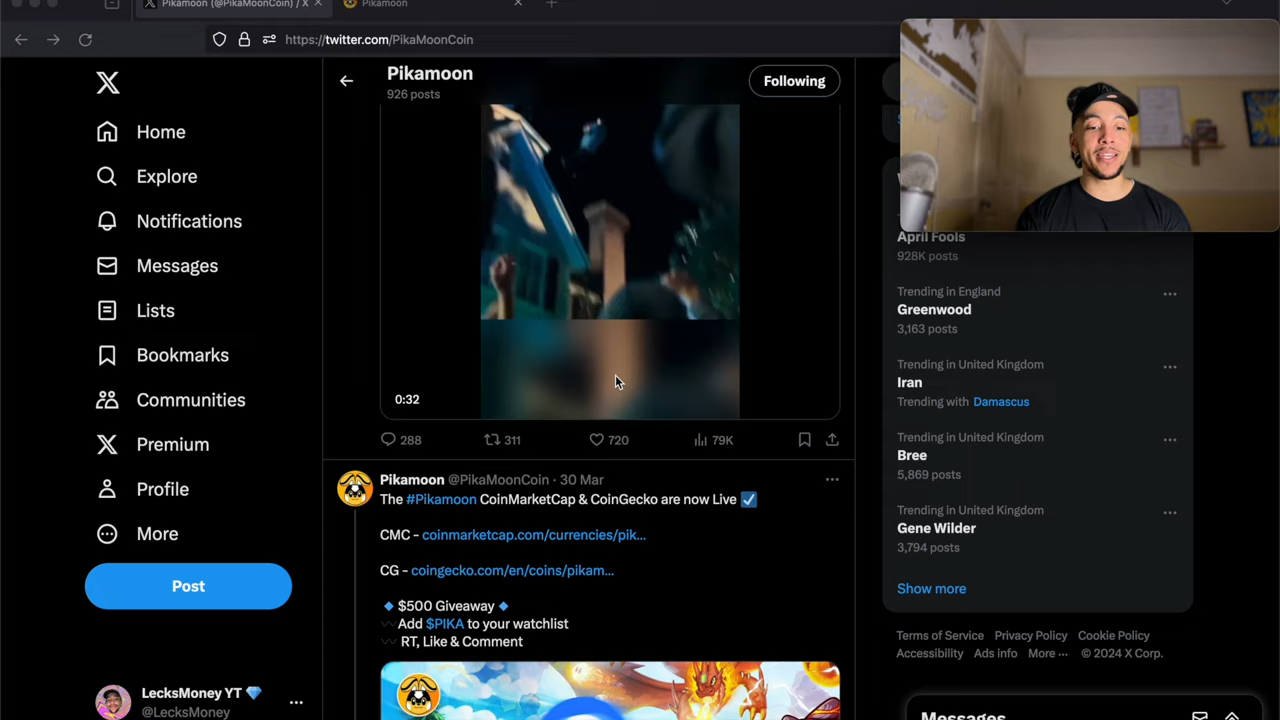 Pikamoon (@PikaMoonCoin) / X
Pikamoon
https://twitter.com/PikaMoonCoin
Pikamoon
926 posts
Following
Home
Explore
Notifications
Messages
Lists
Bookmarks
Communities
Premium
Profile
More
Post
LecksMoney YT 💎
@LecksMoney
0:32
288
311
720
79K
Pikamoon @PikaMoonCoin · 30 Mar
The #Pikamoon CoinMarketCap & CoinGecko are now Live ☑️
CMC - coinmarketcap.com/currencies/pik...
CG - coingecko.com/en/coins/pikam...
🔹 $500 Giveaway 🔹
〰️Add $PIKA to your watchlist
〰️ RT, Like & Comment
April Fools
928K posts
Trending in England
Greenwood
3,163 posts
Trending in United Kingdom
Iran
Trending with Damascus
Trending in United Kingdom
Bree
5,869 posts
Trending in United Kingdom
Gene Wilder
3,794 posts
Show more
Terms of Service Privacy Policy Cookie Policy
Accessibility Ads info More ··· © 2024 X Corp.
Messages